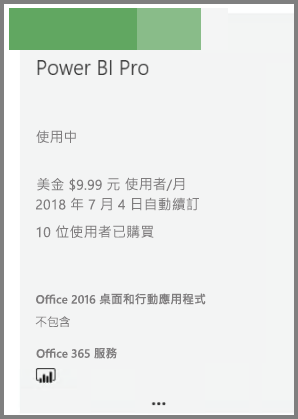 Power BI Pro
使用中
美金 $9.99 元 使用者/月
2018 年 7 月 4 日自動續訂
10 位使用者已購買
Office 2016 桌面和行動應用程式
不包含
Office 365 服務